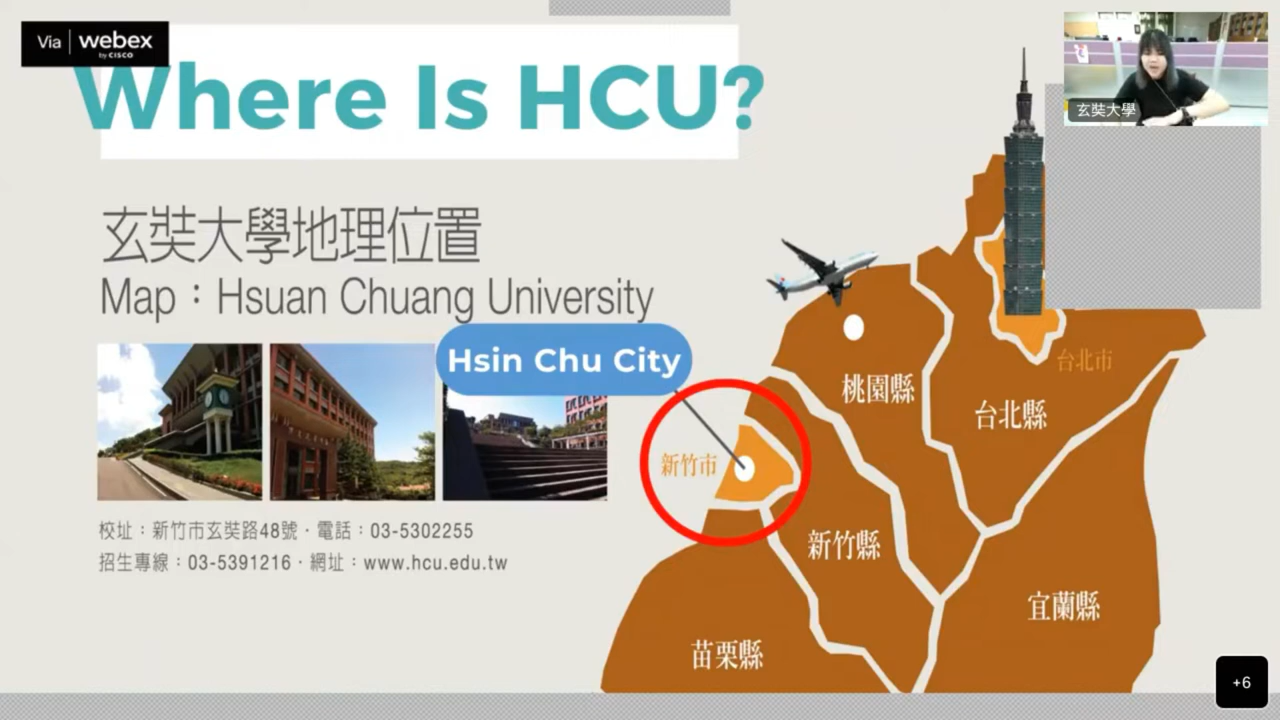 Via webex
by CISCO
Where Is HCU?
玄奘大學
玄奘大學地理位置
Map：Hsuan Chuang University
Hsin Chu City
台北市
桃園縣
台北縣
新竹市
校址：新竹市玄奘路48號．電話：03-5302255
招生專線：03-5391216．網址：www.hcu.edu.tw
新竹縣
宜蘭縣
苗栗縣
+6